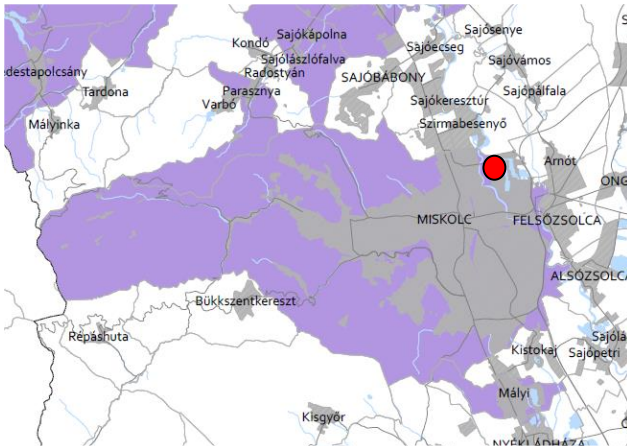 Sajókápolna
Sajósenye
Kondó
Sajóecseg
Sajólászlófalva
Sajóvámos
edestapolcsány
Radostyán
SAJÓBÁBONY
Tardona
Parasznya
Sajókeresztúr
Sajópálfala
Varbó
Mályinka
Szirmabesenyő
Arnót
ONG
MISKOLC
FELSŐZSOLCA
ALSÓZSOLCA
Bükkszentkereszt
Répáshuta
Kistokaj
Sajólá
Sajópetri
Mályi
Kisgyőr
NYÉKLÁDHÁZA